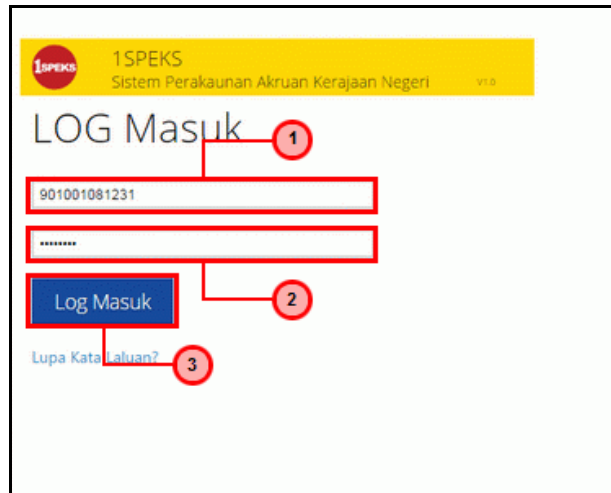 1SPEKS
1SPEKS
Sistem Perakaunan Akruan Kerajaan Negeri V1.0
LOG Masuk
1
901001081231
••••••••
Log Masuk
2
Lupa Kata Laluan?
3